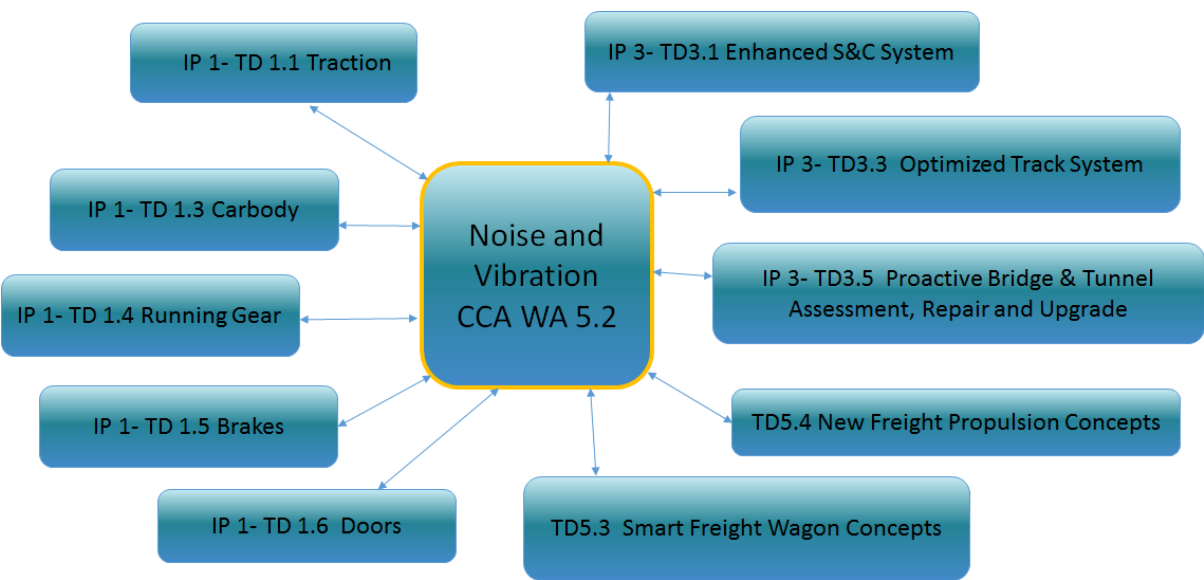 IP 1- TD 1.1 Traction
IP 3- TD3.1 Enhanced S&C System
IP 3- TD3.3  Optimized Track System
IP 1- TD 1.3 Carbody
Noise and
Vibration
CCA WA 5.2
IP 3- TD3.5  Proactive Bridge & Tunnel
Assessment, Repair and Upgrade
IP 1- TD 1.4 Running Gear
IP 1- TD 1.5 Brakes
TD5.4 New Freight Propulsion Concepts
IP 1- TD 1.6  Doors
TD5.3  Smart Freight Wagon Concepts